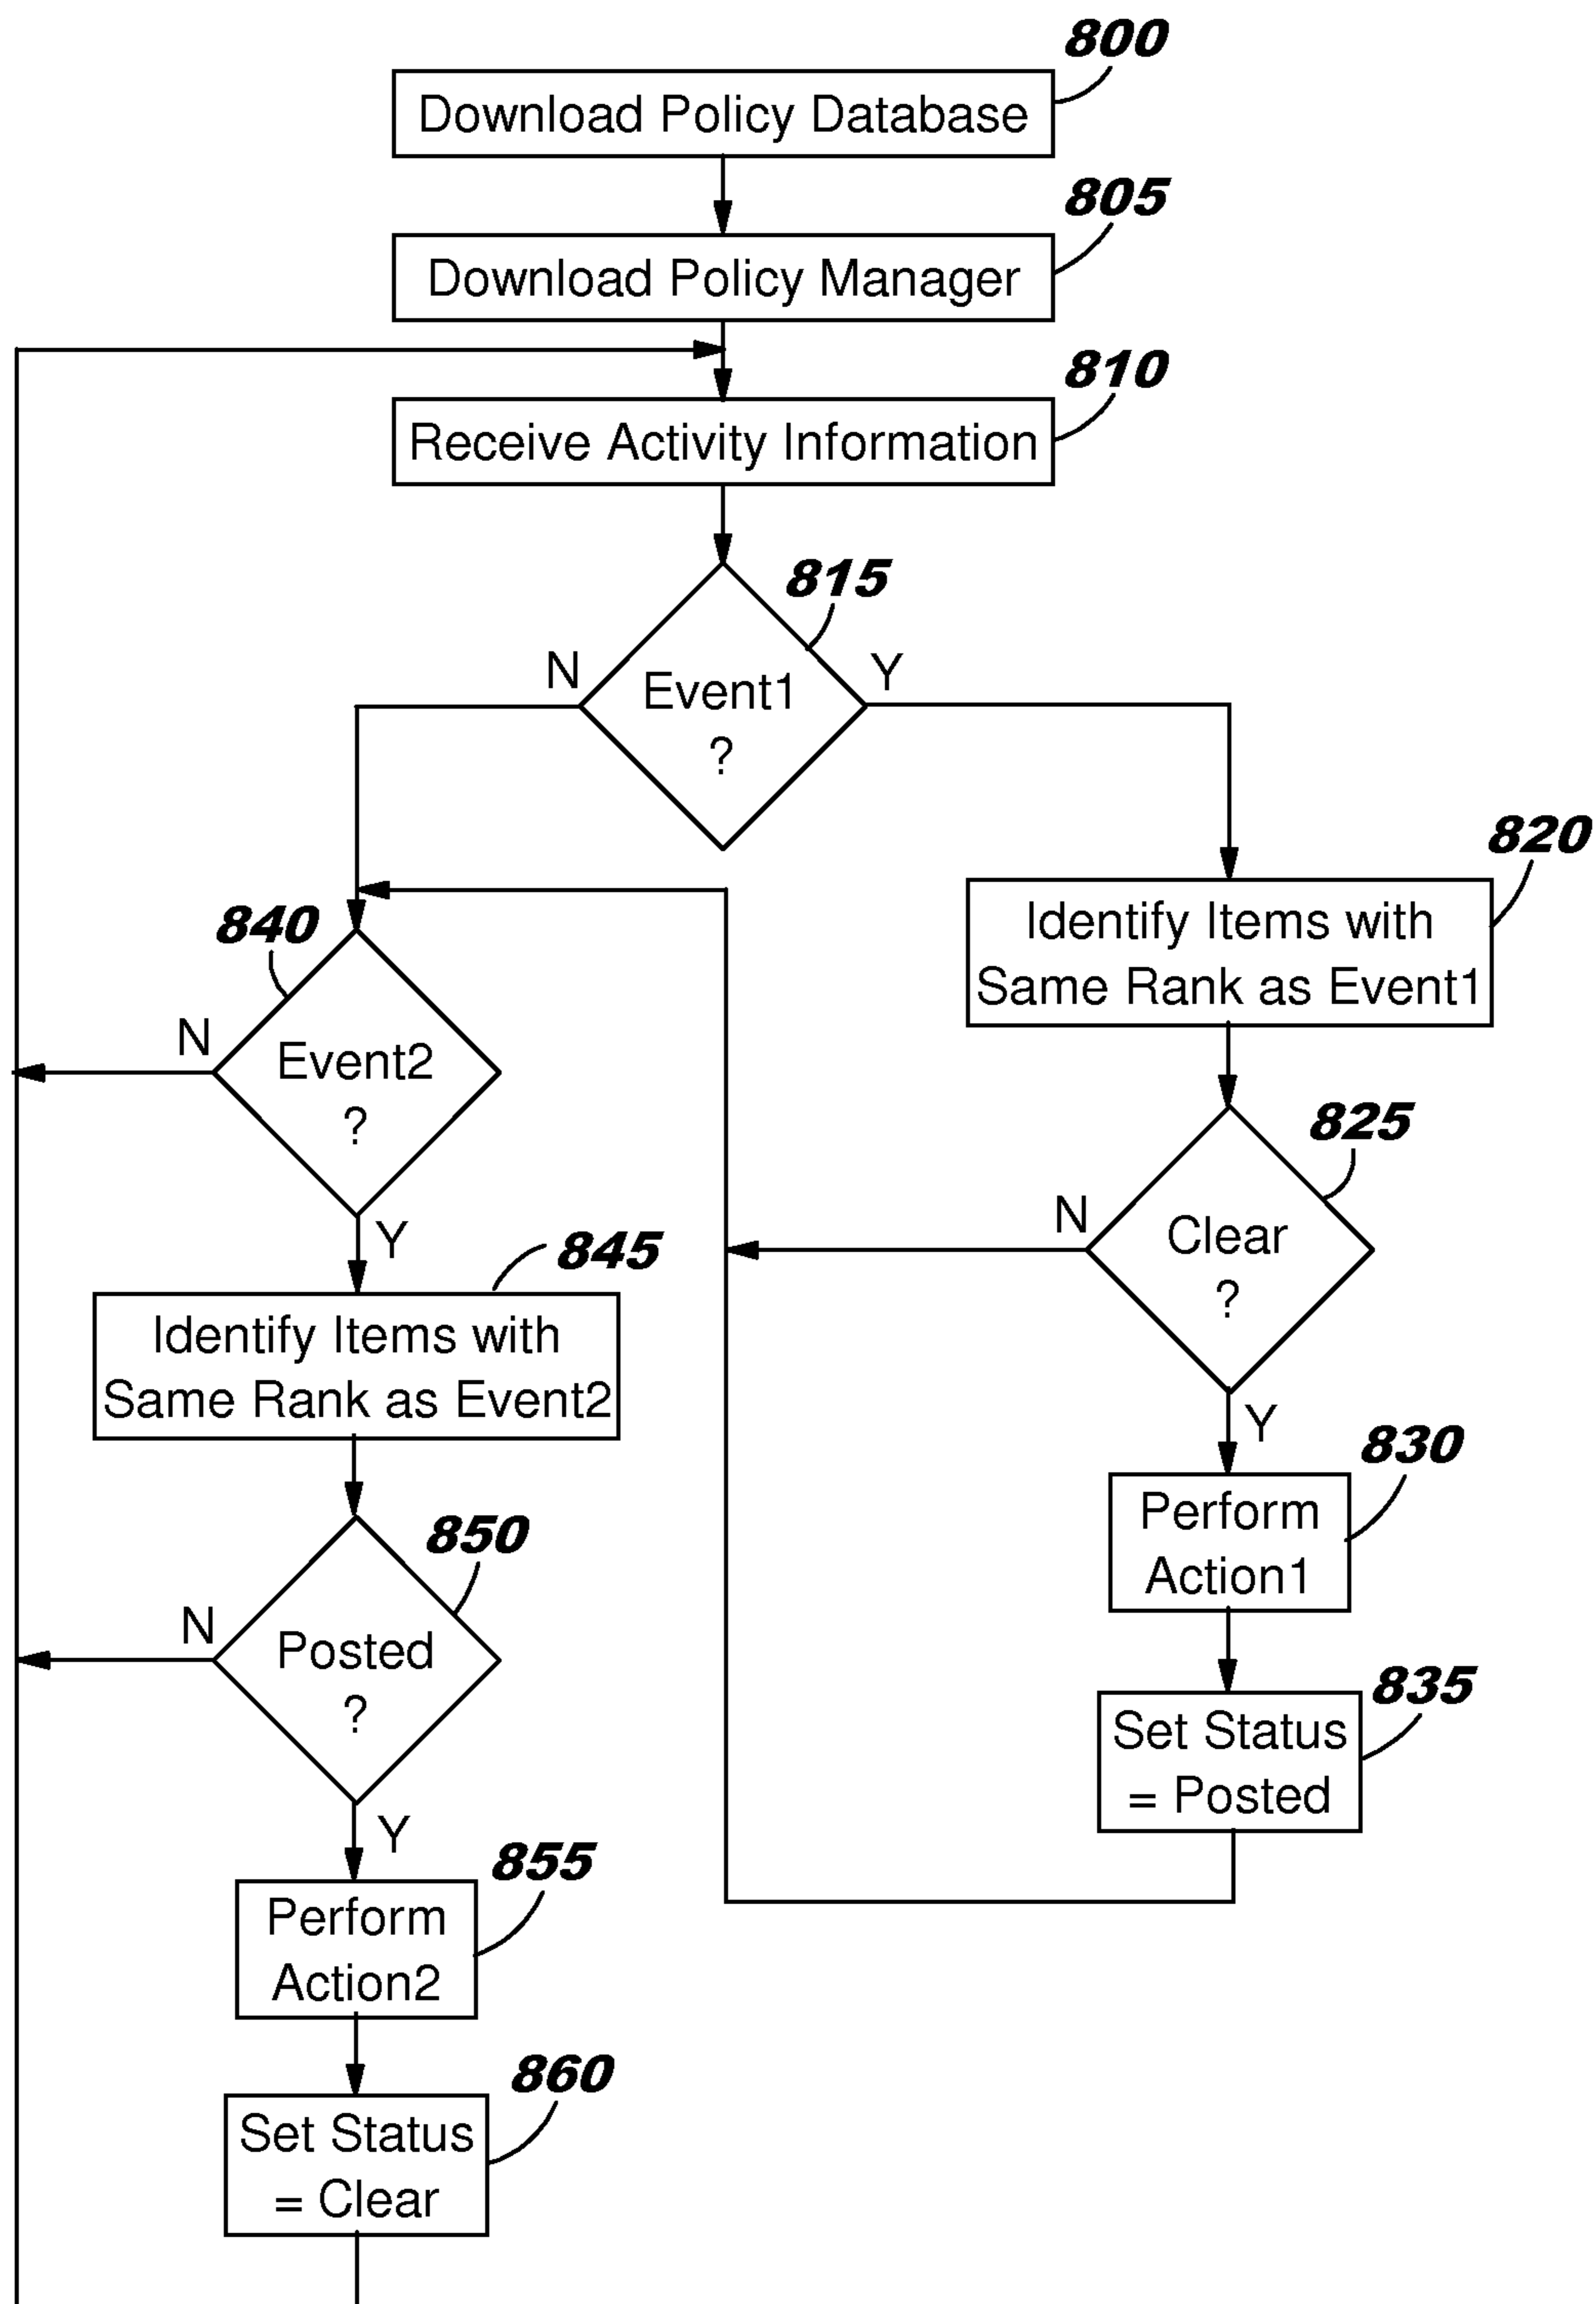 800
Download Policy Database
805
Download Policy Manager
810
Receive Activity Information
815
N
Event1
?
Y
820
Identify Items with
Same Rank as Event1
840
N
Event2
?
Y
825
N
Clear
?
Y
845
Identify Items with
Same Rank as Event2
830
Perform
Action1
850
N
Posted
?
Y
835
Set Status
= Posted
855
Perform
Action2
860
Set Status
= Clear